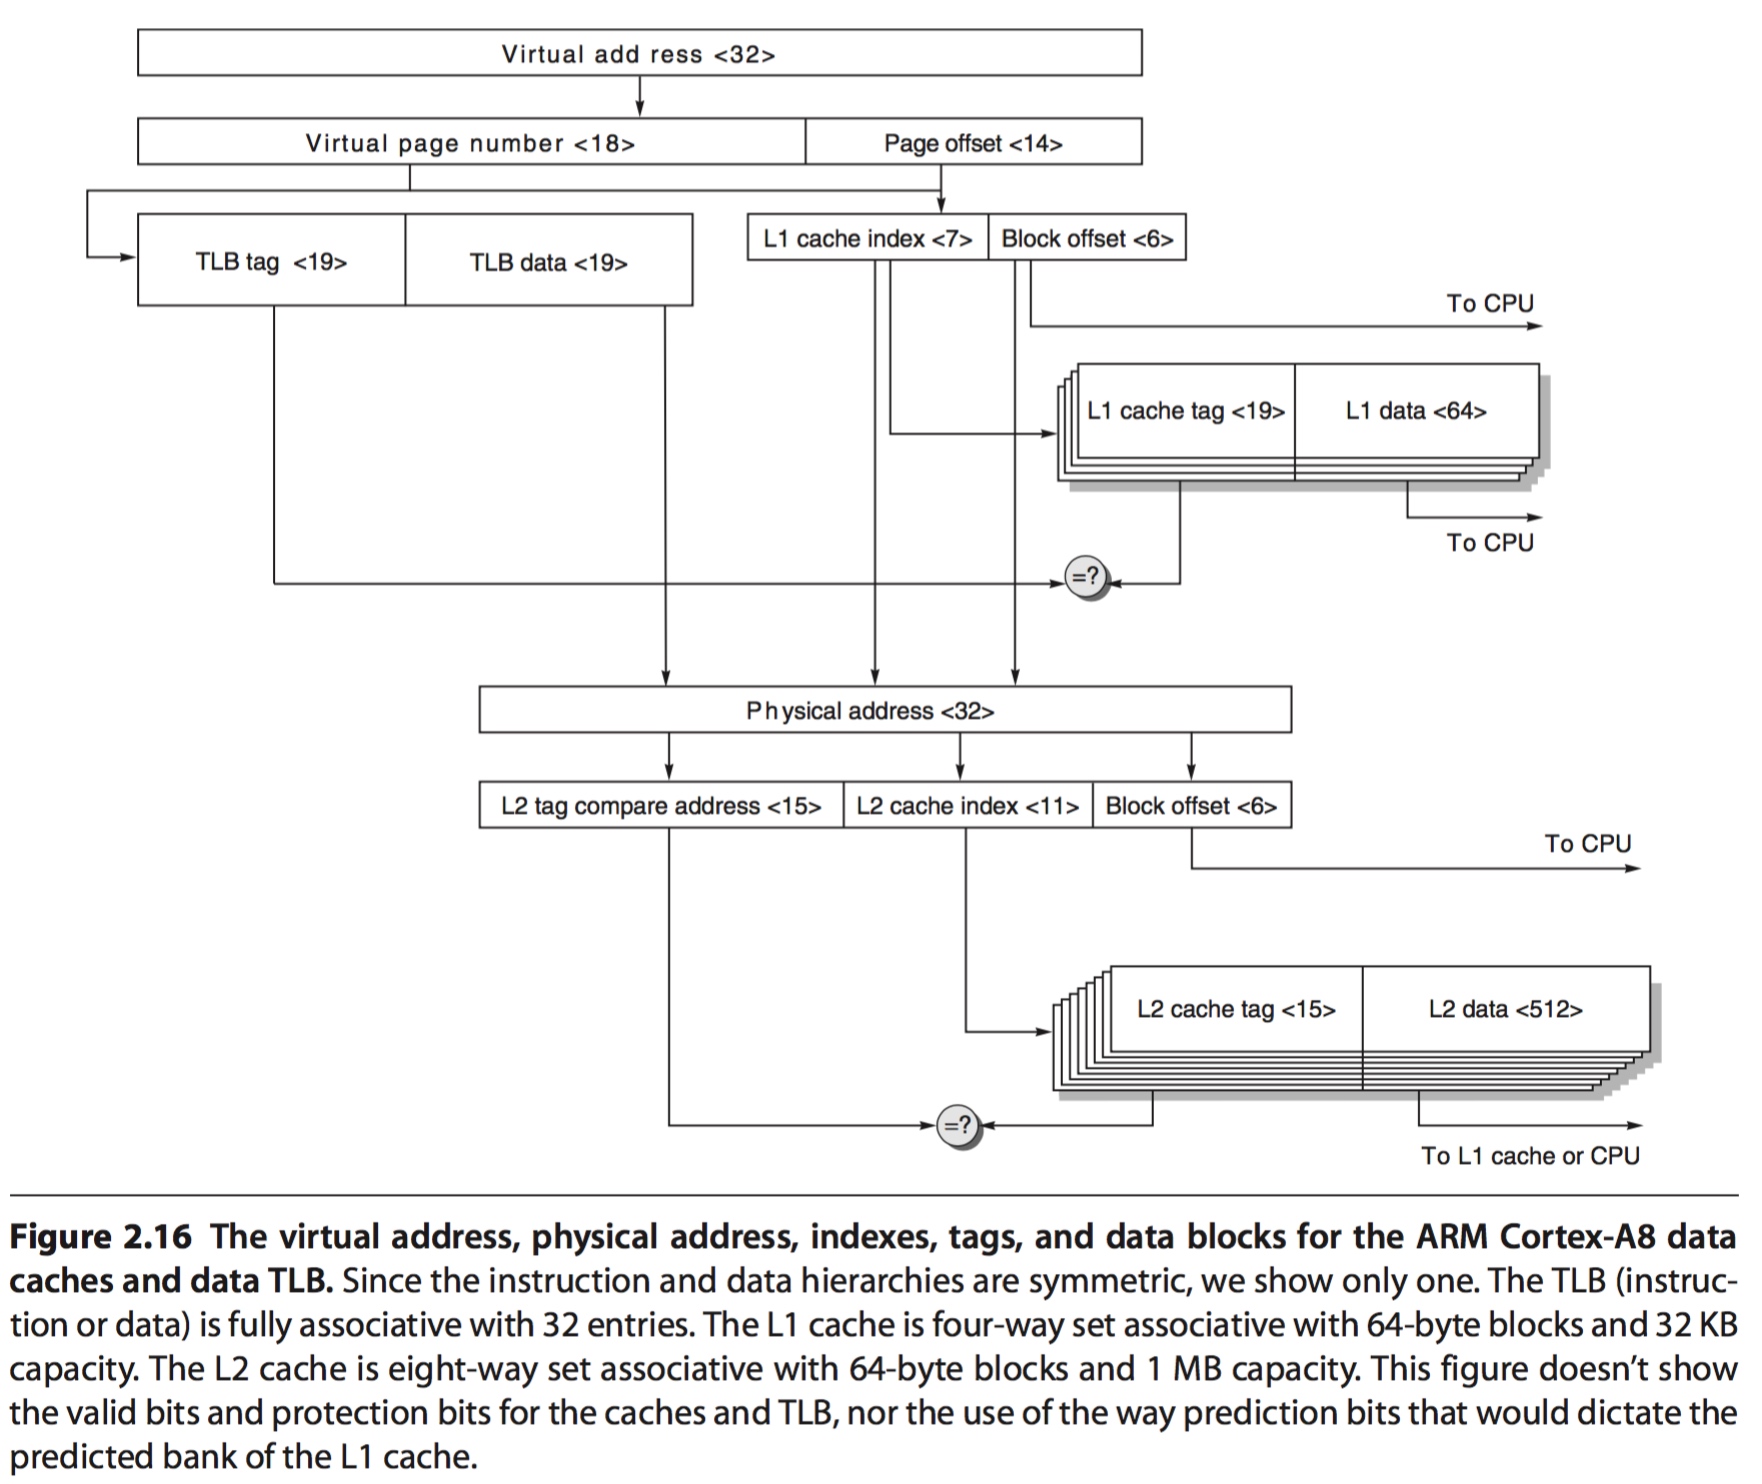 Virtual add ress <32>
Virtual page number <18>
Page offset <14>
TLB tag <19>
TLB data <19>
L1 cache index <7>
Block offset <6>
To CPU
L1 cache tag <19>
L1 data <64>
To CPU
=?
Physical address <32>
L2 tag compare address <15>
L2 cache index <11>
Block offset <6>
To CPU
L2 cache tag <15>
L2 data <512>
=?
To L1 cache or CPU
Figure 2.16 The virtual address, physical address, indexes, tags, and data blocks for the ARM Cortex-A8 data
caches and data TLB. Since the instruction and data hierarchies are symmetric, we show only one. The TLB (instruc-
tion or data) is fully associative with 32 entries. The L1 cache is four-way set associative with 64-byte blocks and 32 KB
capacity. The L2 cache is eight-way set associative with 64-byte blocks and 1 MB capacity. This figure doesn't show
the valid bits and protection bits for the caches and TLB, nor the use of the way prediction bits that would dictate the
predicted bank of the L1 cache.